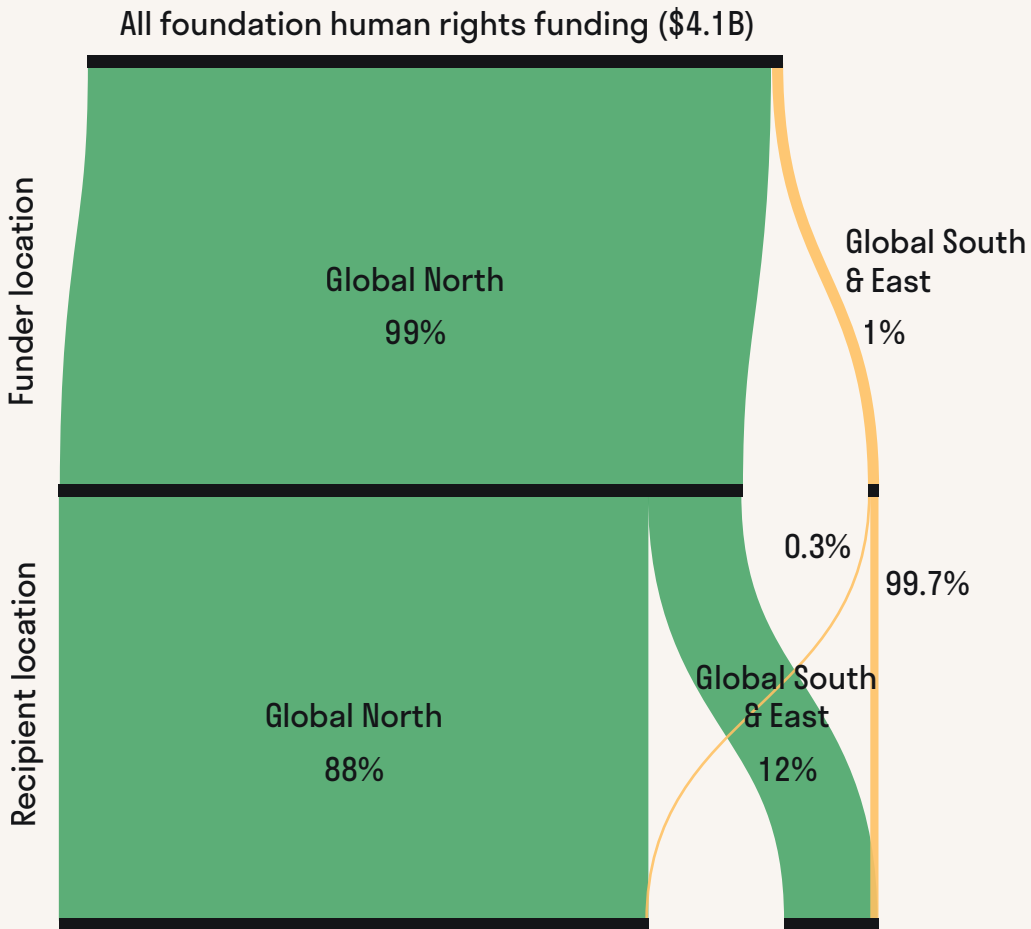 All foundation human rights funding ($4.1B)
Funder location
Global North
99%
Global South
& East
1%
Recipient location
0.3%
99.7%
Global North
88%
Global South
& East
12%